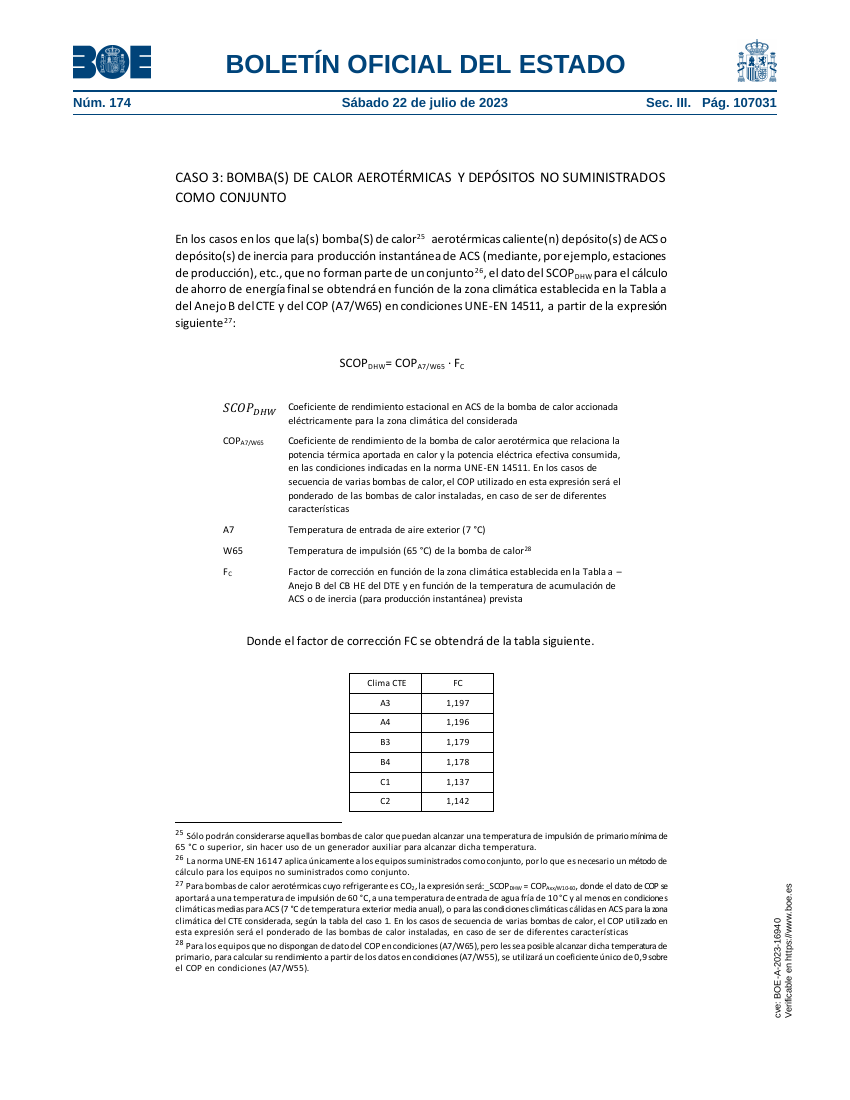 BOE
BOLETÍN OFICIAL DEL ESTADO
Núm. 174 Sábado 22 de julio de 2023 Sec. III. Pág. 107031
CASO 3: BOMBA(S) DE CALOR AEROTÉRMICAS Y DEPÓSITOS NO SUMINISTRADOS
COMO CONJUNTO
En los casos en los que la(s) bomba(S) de calor25 aerotérmicas caliente(n) depósito(s) de ACS o
depósito(s) de inercia para producción instantánea de ACS (mediante, por ejemplo, estaciones
de producción), etc., que no forman parte de un conjunto26, el dato del SCOPDHW para el cálculo
de ahorro de energía final se obtendrá en función de la zona climática establecida en la Tabla a
del Anejo B del CTE y del COP (A7/W65) en condiciones UNE-EN 14511, a partir de la expresión
siguiente27:
SCOPDHW= COPA7/W65 · FC
SCOPDHW Coeficiente de rendimiento estacional en ACS de la bomba de calor accionada
eléctricamente para la zona climática del considerada
COPA7/W65 Coeficiente de rendimiento de la bomba de calor aerotérmica que relaciona la
potencia térmica aportada en calor y la potencia eléctrica efectiva consumida,
en las condiciones indicadas en la norma UNE-EN 14511. En los casos de
secuencia de varias bombas de calor, el COP utilizado en esta expresión será el
ponderado de las bombas de calor instaladas, en caso de ser de diferentes
características
A7 Temperatura de entrada de aire exterior (7 °C)
W65 Temperatura de impulsión (65 °C) de la bomba de calor28
FC Factor de corrección en función de la zona climática establecida en la Tabla a –
Anejo B del CB HE del DTE y en función de la temperatura de acumulación de
ACS o de inercia (para producción instantánea) prevista
Donde el factor de corrección FC se obtendrá de la tabla siguiente.
Clima CTE FC
A3 1,197
A4 1,196
B3 1,179
B4 1,178
C1 1,137
C2 1,142
25 Sólo podrán considerarse aquellas bombas de calor que puedan alcanzar una temperatura de impulsión de primario mínima de
65 °C o superior, sin hacer uso de un generador auxiliar para alcanzar dicha temperatura.
26 La norma UNE-EN 16147 aplica únicamente a los equipos suministrados como conjunto, por lo que es necesario un método de
cálculo para los equipos no suministrados como conjunto.
27 Para bombas de calor aerotérmicas cuyo refrigerante es CO2, la expresión será:_SCOPDHW = COPAxx/W10-60, donde el dato de COP se
aportará a una temperatura de impulsión de 60 °C, a una temperatura de entrada de agua fría de 10 °C y al menos en condiciones
climáticas medias para ACS (7 °C de temperatura exterior media anual), o para las condiciones climáticas cálidas en ACS para la zona
climática del CTE considerada, según la tabla del caso 1. En los casos de secuencia de varias bombas de calor, el COP utilizado en
esta expresión será el ponderado de las bombas de calor instaladas, en caso de ser de diferentes características
28 Para los equipos que no dispongan de dato del COP en condiciones (A7/W65), pero les sea posible alcanzar dicha temperatura de
primario, para calcular su rendimiento a partir de los datos en condiciones (A7/W55), se utilizará un coeficiente único de 0,9 sobre
el COP en condiciones (A7/W55).
cve: BOE-A-2023-16940
Verificable en https://www.boe.es